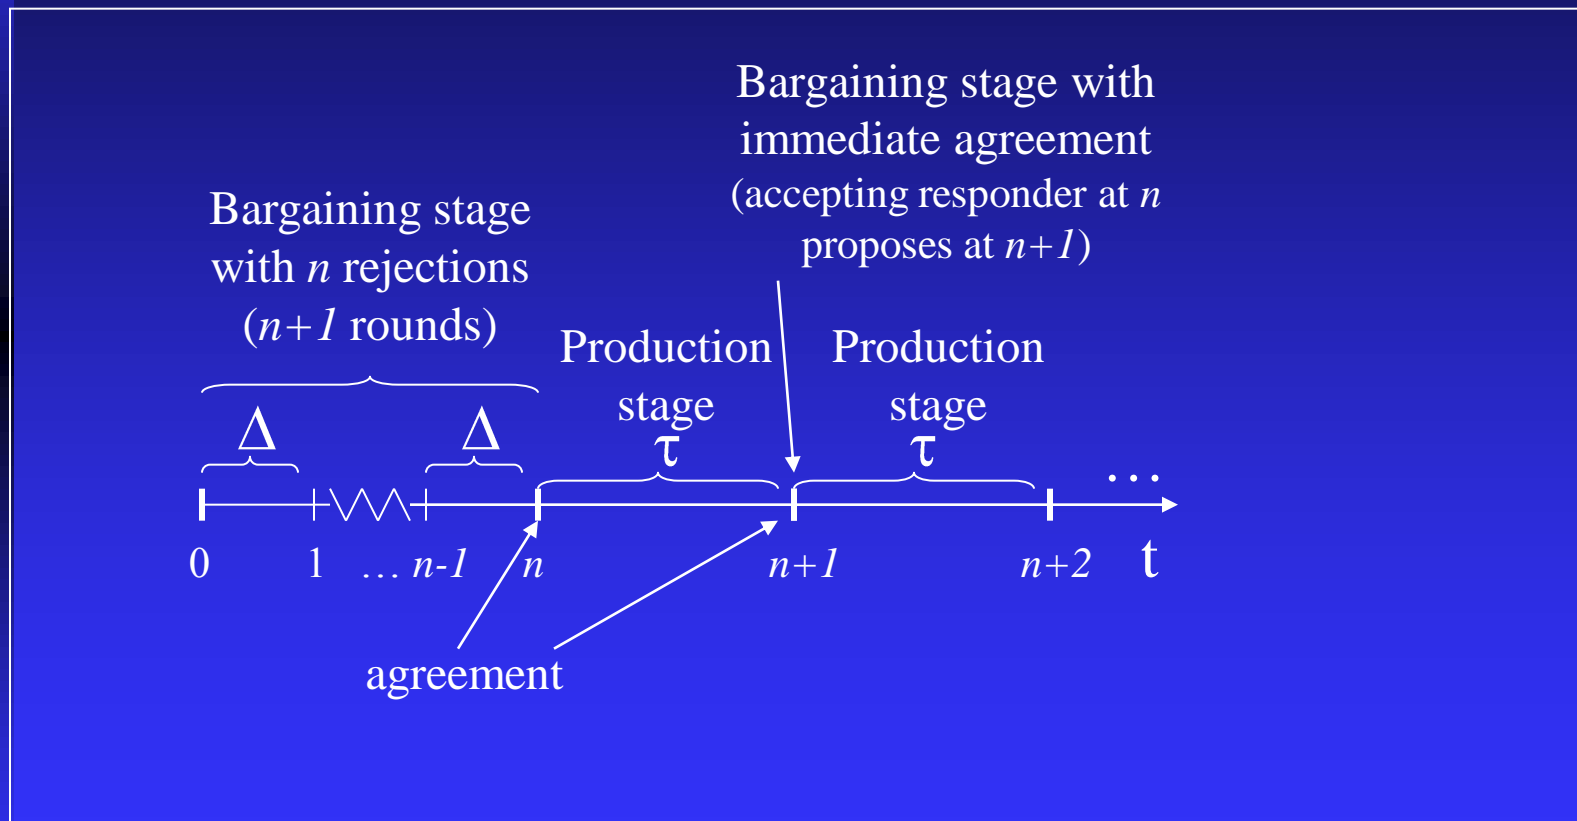 Bargaining stage with
immediate agreement
(accepting responder at n
proposes at n+1)
Bargaining stage
with n rejections
(n+1 rounds)
Production
stage
τ
Production
stage
τ
Δ
Δ
…
0
1
… n-1
n
n+1
n+2
t
agreement